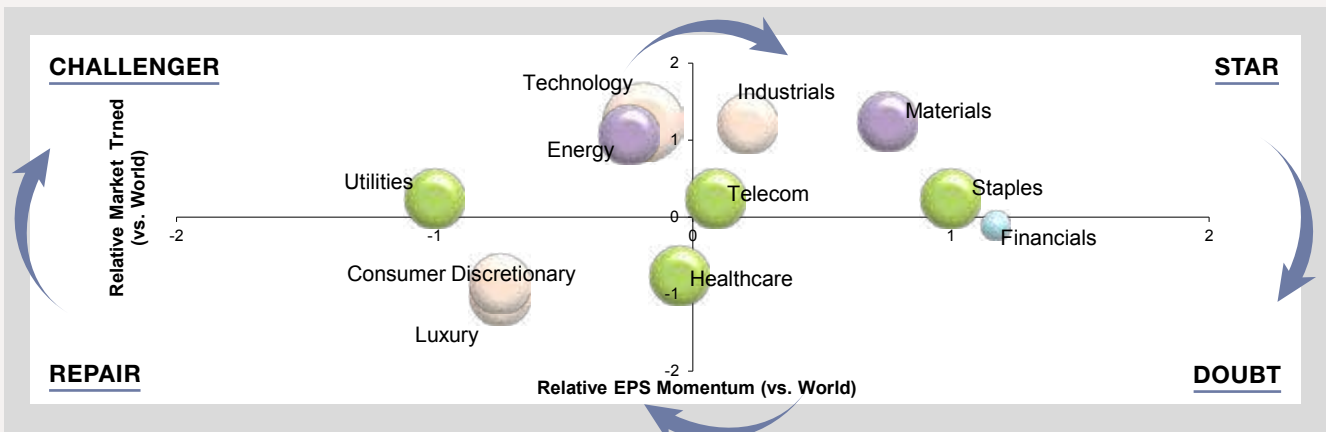 CHALLENGER
STAR
Relative Market Trned
(vs. World)
2
Technology
Industrials
Materials
1
Energy
Utilities
Telecom
Staples
0
-2
-1
0
1
2
Financials
Consumer Discretionary
Healthcare
-1
Luxury
-2
REPAIR
Relative EPS Momentum (vs. World)
DOUBT